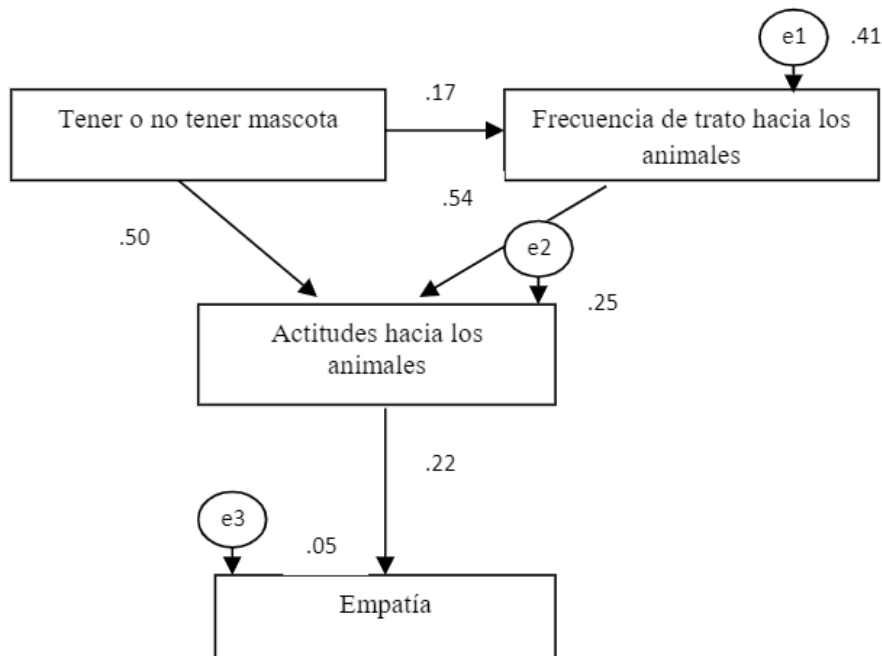 e1
.41
Tener o no tener mascota
.17
Frecuencia de trato hacia los
animales
.50
.54
e2
.25
Actitudes hacia los
animales
.22
e3
.05
Empatía